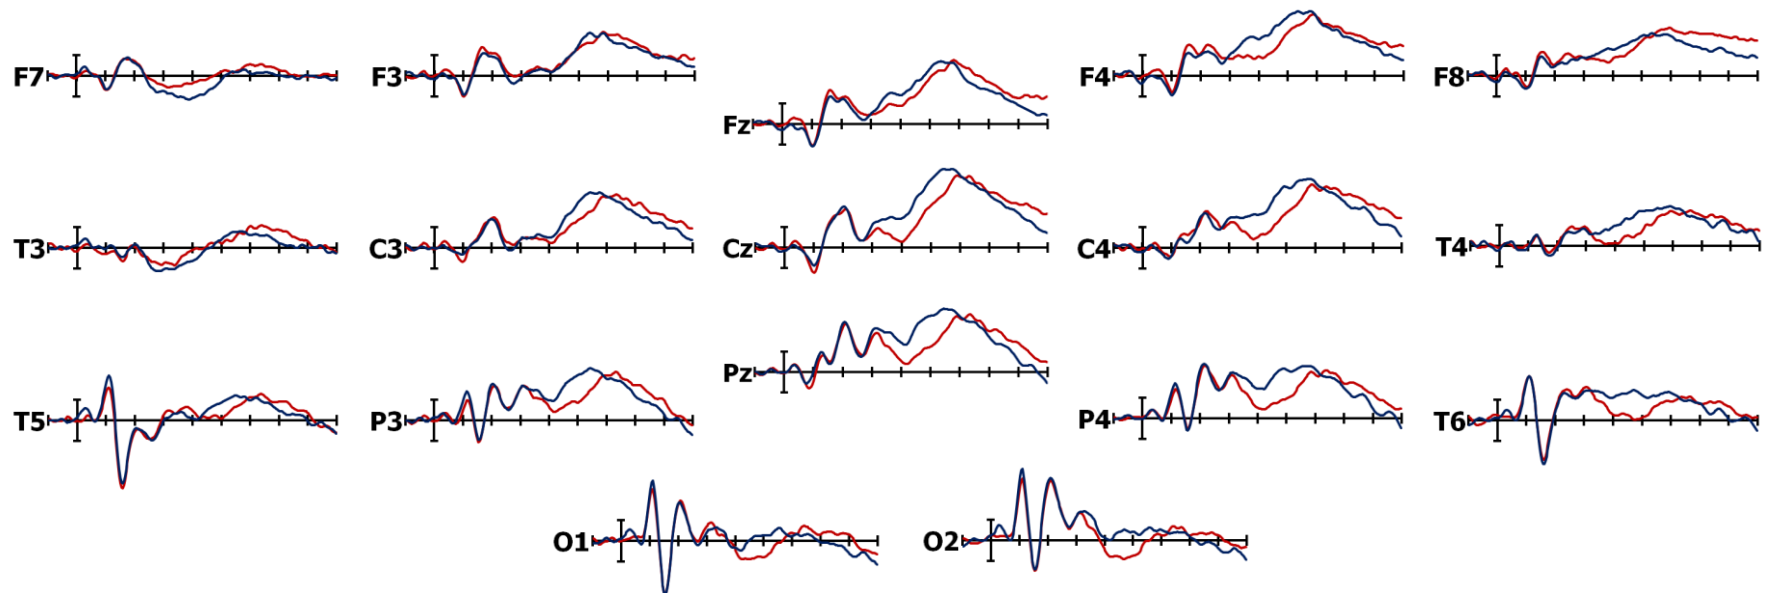 F7 F3 F4 F8
Fz
T3 C3 Cz C4 T4
Pz
T5 P3 P4 T6
O1 O2